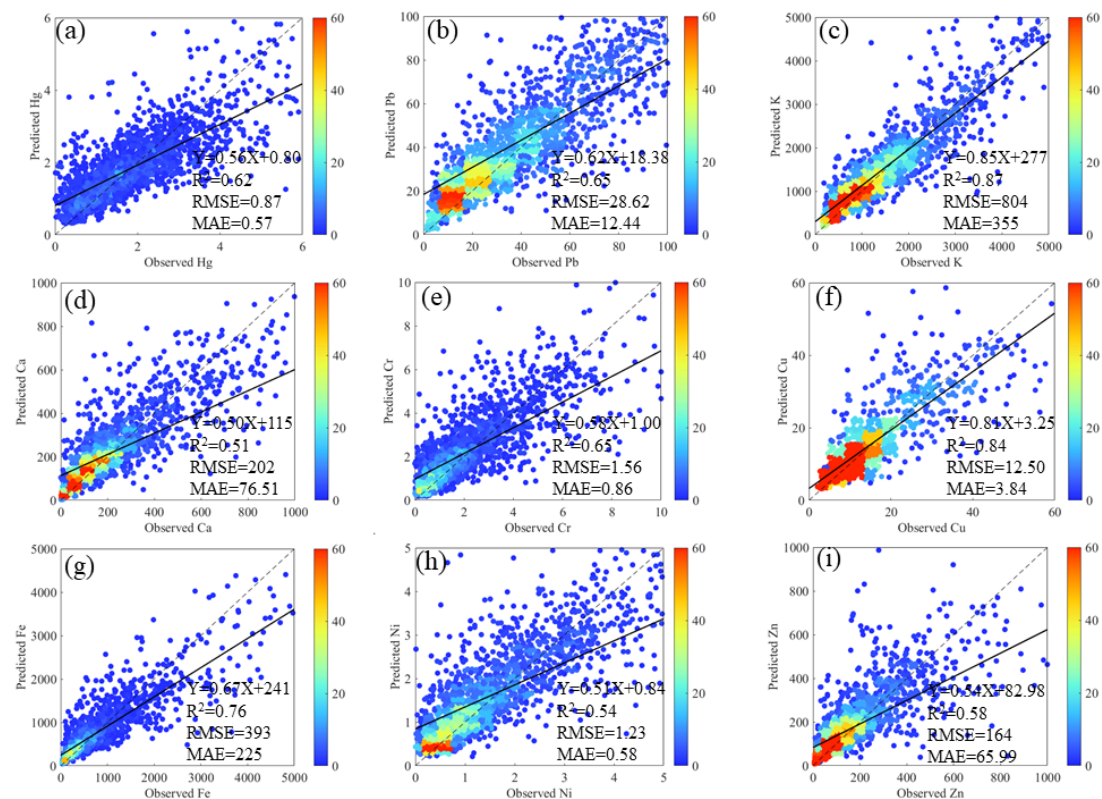 (a)
6
4
2
0
0
2
4
6
Predicted Hg
Observed Hg
Y=0.56X+0.80
R²=0.62
RMSE=0.87
MAE=0.57
60
40
20
0
(b)
100
80
60
40
20
0
0
20
40
60
80
100
Predicted Pb
Observed Pb
Y=0.62X+18.38
R²=0.65
RMSE=28.62
MAE=12.44
60
40
20
0
(c)
5000
4000
3000
2000
1000
0
0
1000
2000
3000
4000
5000
Predicted K
Observed K
Y=0.85X+277
R²=0.87
RMSE=804
MAE=355
60
40
20
0
(d)
1000
800
600
400
200
0
0
200
400
600
800
1000
Predicted Ca
Observed Ca
Y=0.50X+115
R²=0.51
RMSE=202
MAE=76.51
60
40
20
0
(e)
10
8
6
4
2
0
0
2
4
6
8
10
Predicted Cr
Observed Cr
Y=0.58X+1.00
R²=0.65
RMSE=1.56
MAE=0.86
60
40
20
0
(f)
60
40
20
0
0
20
40
60
Predicted Cu
Observed Cu
Y=0.81X+3.25
R²=0.84
RMSE=12.50
MAE=3.84
60
40
20
0
(g)
5000
4000
3000
2000
1000
0
0
1000
2000
3000
4000
5000
Predicted Fe
Observed Fe
Y=0.67X+241
R²=0.76
RMSE=393
MAE=225
60
40
20
0
(h)
5
4
3
2
1
0
0
1
2
3
4
5
Predicted Ni
Observed Ni
Y=0.51X+0.84
R²=0.54
RMSE=1.23
MAE=0.58
60
40
20
0
(i)
1000
800
600
400
200
0
0
200
400
600
800
1000
Predicted Zn
Observed Zn
Y=0.54X+82.98
R²=0.58
RMSE=164
MAE=65.99
60
40
20
0